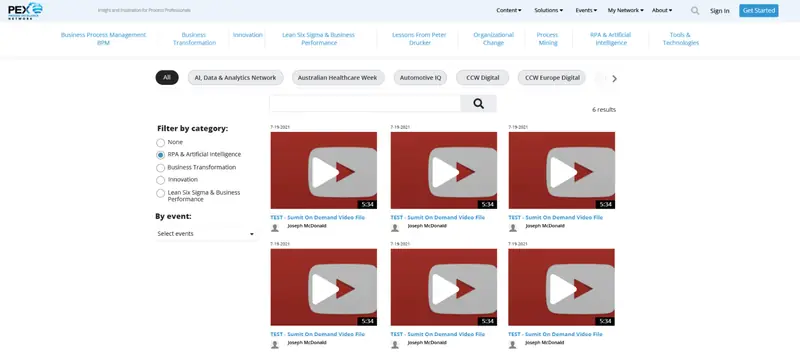 PEX
PROCESS EXCELLENCE
NETWORK
Insight and Inspiration for Process Professionals
Content
Solutions
Events
My Network
About
Sign In
Get Started
Business Process Management
BPM
Business
Transformation
Innovation
Lean Six Sigma & Business
Performance
Lessons From Peter
Drucker
Organizational
Change
Process
Mining
RPA & Artificial
Intelligence
Tools &
Technologies
All
AI, Data & Analytics Network
Australian Healthcare Week
Automotive IQ
CCW Digital
CCW Europe Digital
6 results
Filter by category:
None
RPA & Artificial Intelligence
Business Transformation
Innovation
Lean Six Sigma & Business
Performance
By event:
Select events
7-19-2021
7-19-2021
7-19-2021
5:34
5:34
5:34
TEST - Sumit On Demand Video File
TEST - Sumit On Demand Video File
TEST - Sumit On Demand Video File
Joseph McDonald
Joseph McDonald
Joseph McDonald
7-19-2021
7-19-2021
7-19-2021
5:34
5:34
5:34
TEST - Sumit On Demand Video File
TEST - Sumit On Demand Video File
TEST - Sumit On Demand Video File
Joseph McDonald
Joseph McDonald
Joseph McDonald